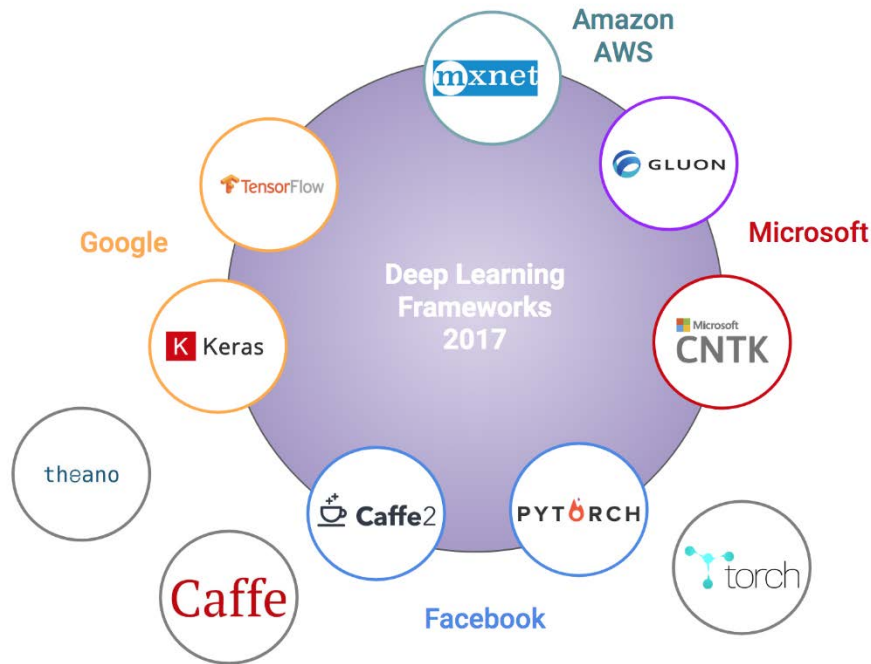 Amazon
AWS
mxnet
TensorFlow
GLUON
Google
Microsoft
Deep Learning
Frameworks
2017
K Keras
Microsoft
CNTK
theano
Caffe2
PYTORCH
Caffe
torch
Facebook